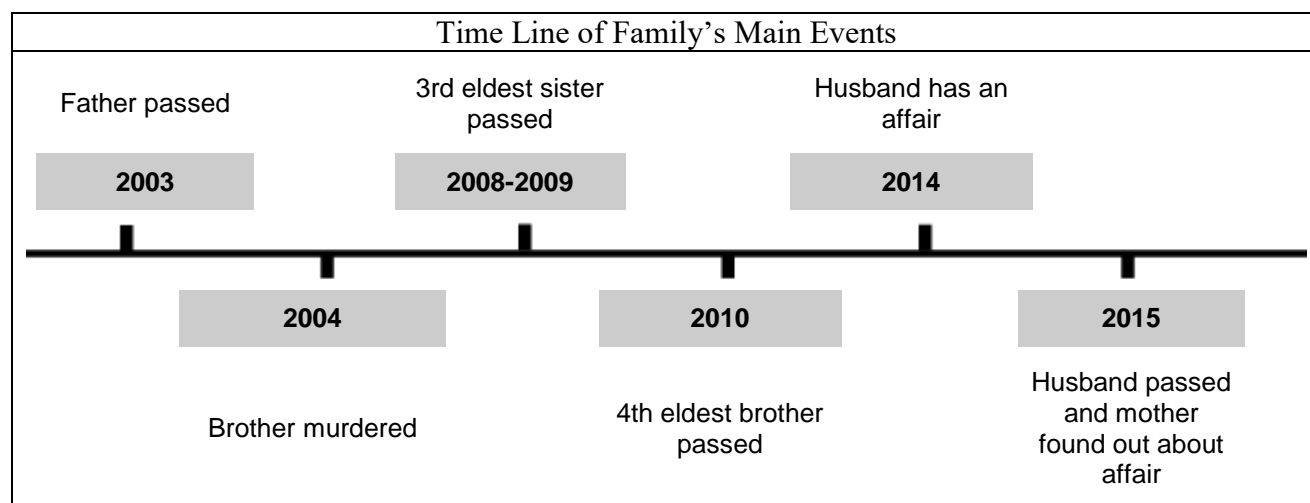 Time Line of Family’s Main Events
Father passed
3rd eldest sister
passed
Husband has an
affair
2003
2008-2009
2014
2004
2010
2015
Brother murdered
4th eldest brother
passed
Husband passed
and mother
found out about
affair